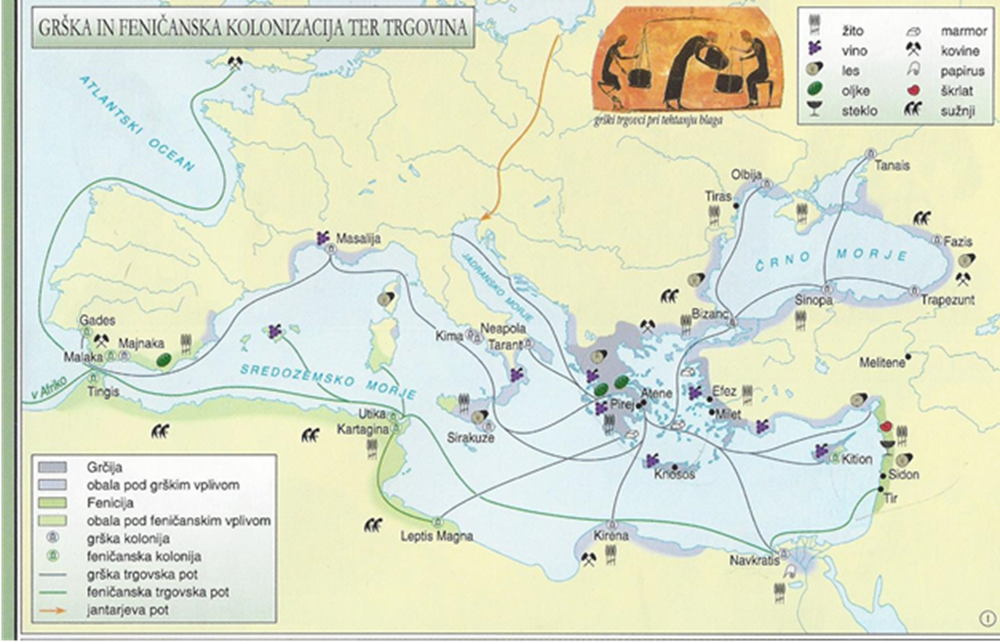 GRŠKA IN FENIČANSKA KOLONIZACIJA TER TRGOVINA
grški trgovci pri tehtanju blaga
žito
vino
les
oljke
steklo
marmor
kovine
papirus
škrlat
sužnji
ATLANTSKI OCEAN
Tanais
Olbija
Tiras
Fazis
ČRNO MORJE
Masalija
JADRANSKO MORJE
Sinopa
Trapezunt
Bizanc
Gades
Majnaka
Malaka
Kima
Neapola
Tarant
Melitene
SREDOZEMSKO MORJE
v Afriko
Tingis
Atene
Pirej
Efez
Milet
Utika
Kartagina
Sirakuze
Knosos
Kition
Sidon
Tir
Leptis Magna
Kirena
Navkratis
Grčija
obala pod grškim vplivom
Fenicija
obala pod feničanskim vplivom
grška kolonija
feničanska kolonija
grška trgovska pot
feničanska trgovska pot
jantarjeva pot
1